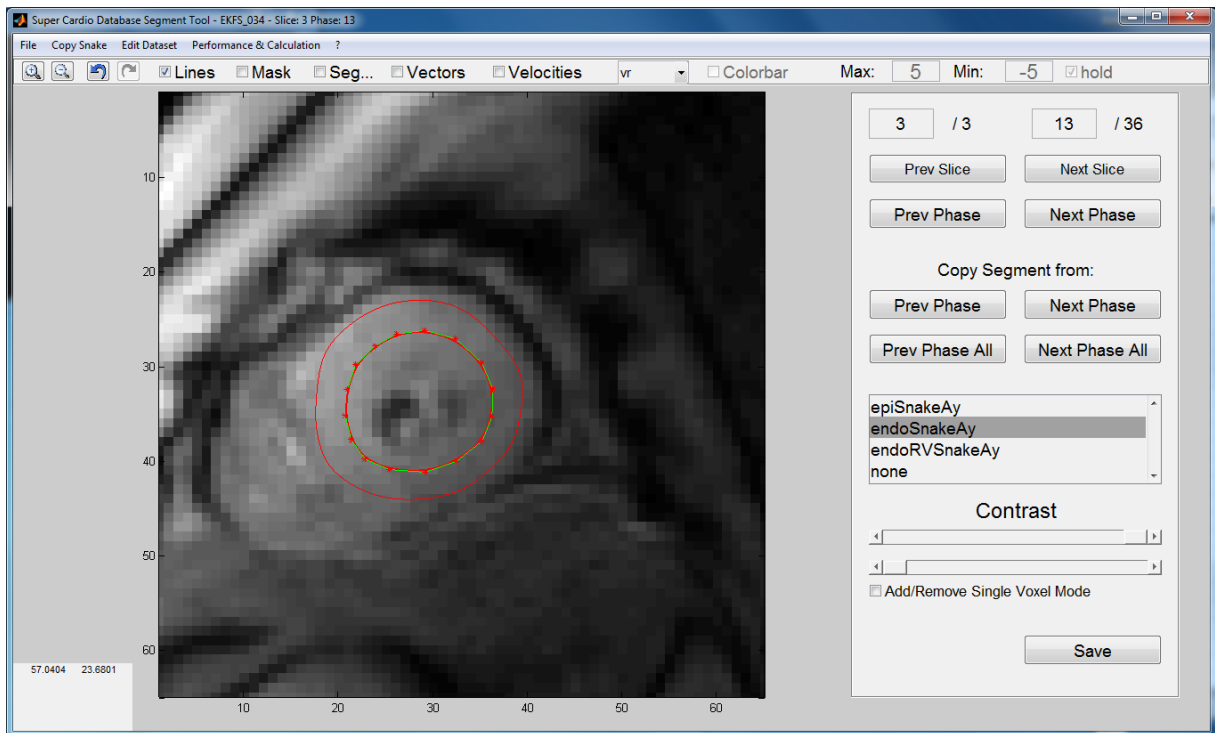 Super Cardio Database Segment Tool - EKFS_034 - Slice: 3 Phase: 13
File Copy Snake Edit Dataset Performance & Calculation ?
Lines Mask Seg... Vectors Velocities vr Colorbar Max: 5 Min: -5 hold
3 / 3 13 / 36
Prev Slice Next Slice
Prev Phase Next Phase
Copy Segment from:
Prev Phase Next Phase
Prev Phase All Next Phase All
epiSnakeAy
endoSnakeAy
endoRVSnakeAy
none
Contrast
Add/Remove Single Voxel Mode
Save
10
20
30
40
50
60
10 20 30 40 50 60
57.0404 23.6801